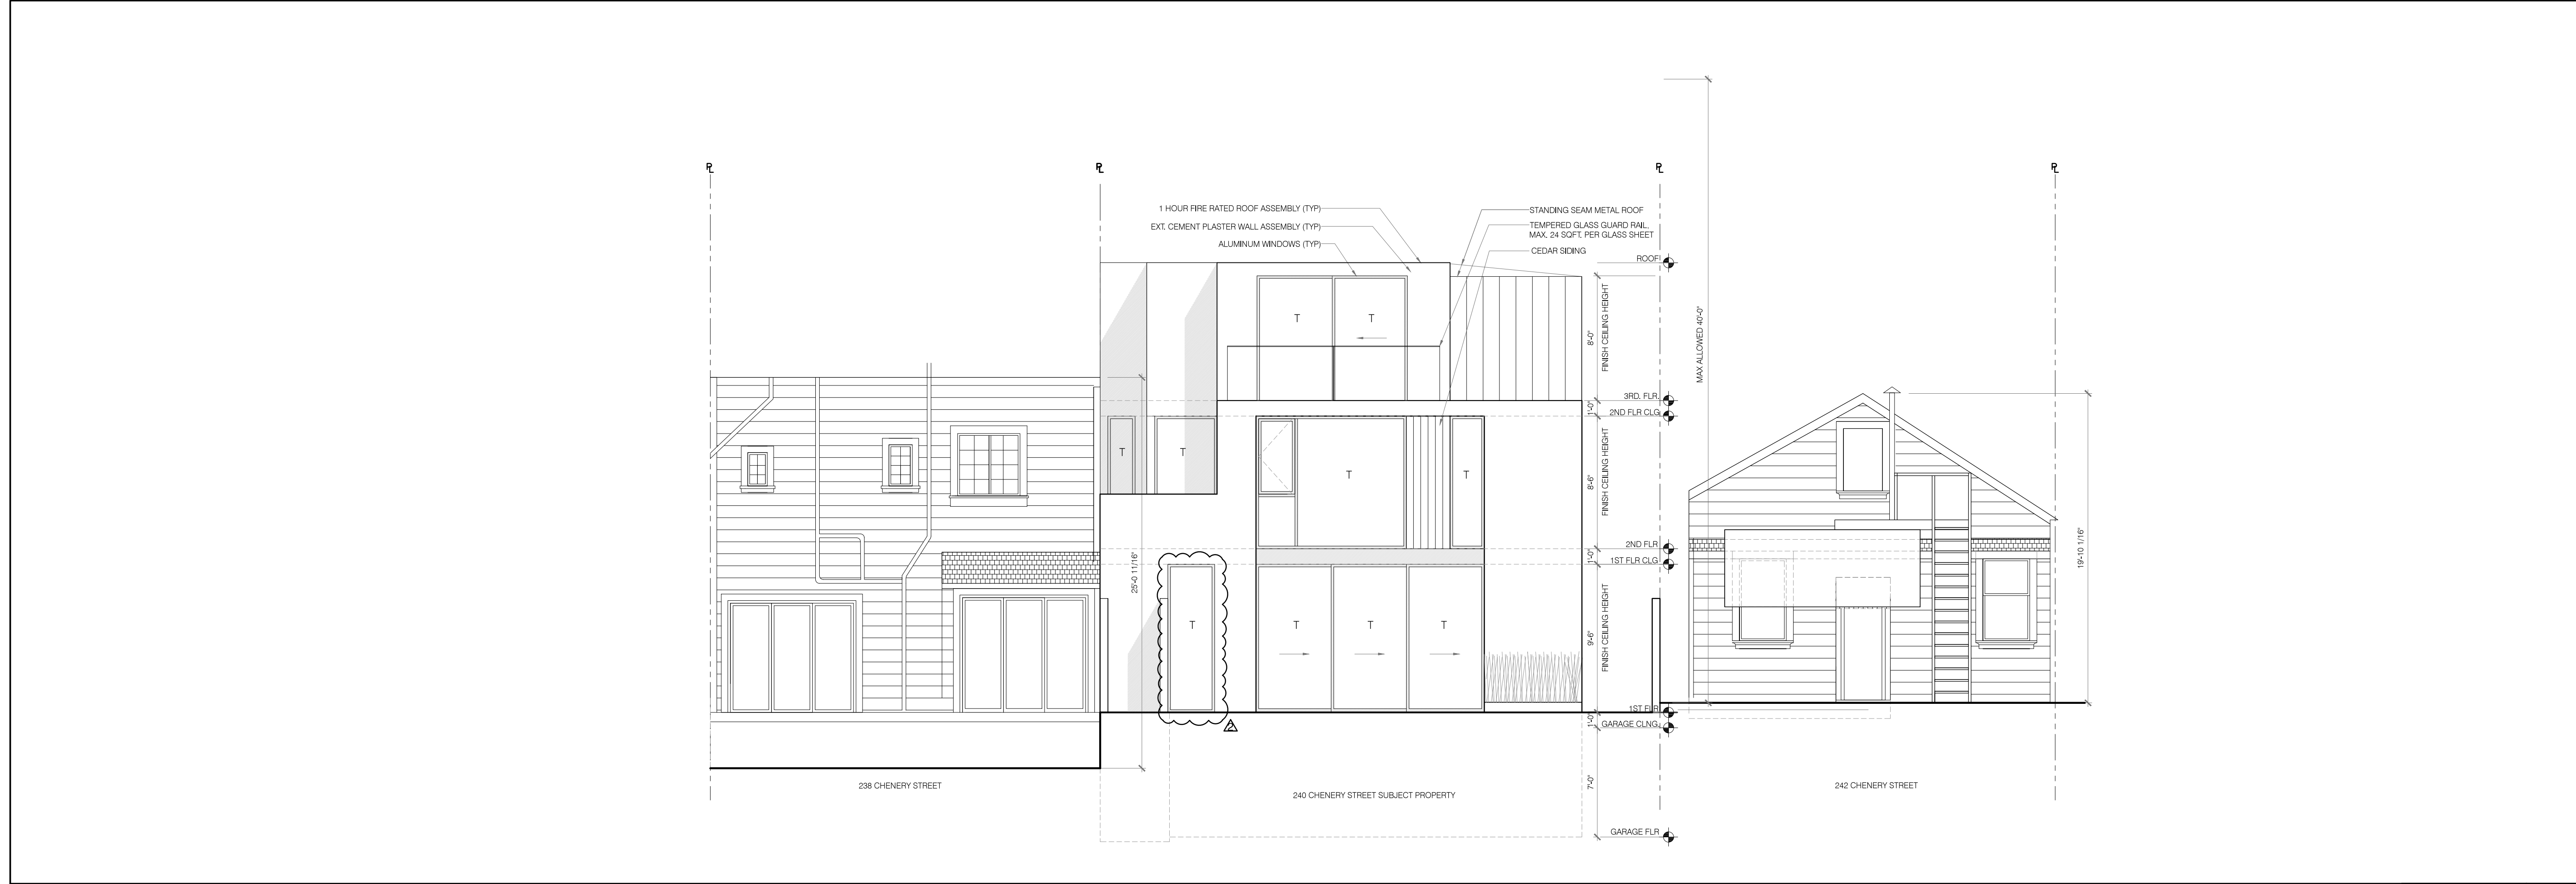 PL
PL
PL
PL
1 HOUR FIRE RATED ROOF ASSEMBLY (TYP)
EXT. CEMENT PLASTER WALL ASSEMBLY (TYP)
ALUMINUM WINDOWS (TYP)
STANDING SEAM METAL ROOF
TEMPERED GLASS GUARD RAIL,
MAX. 24 SQFT. PER GLASS SHEET
CEDAR SIDING
ROOF
8'-0"
FINISH CEILING HEIGHT
MAX ALLOWED 40'-0"
T
T
3RD. FLR.
1'-0"
2ND FLR CLG
T
T
T
T
8'-6"
FINISH CEILING HEIGHT
2ND FLR
1'-0"
1ST FLR CLG
25'-0 11/16"
19'-10 1/16"
T
T
T
T
9'-6"
FINISH CEILING HEIGHT
1ST FLR
1'-0"
GARAGE CLNG.
2
7'-0"
238 CHENERY STREET
240 CHENERY STREET SUBJECT PROPERTY
242 CHENERY STREET
GARAGE FLR